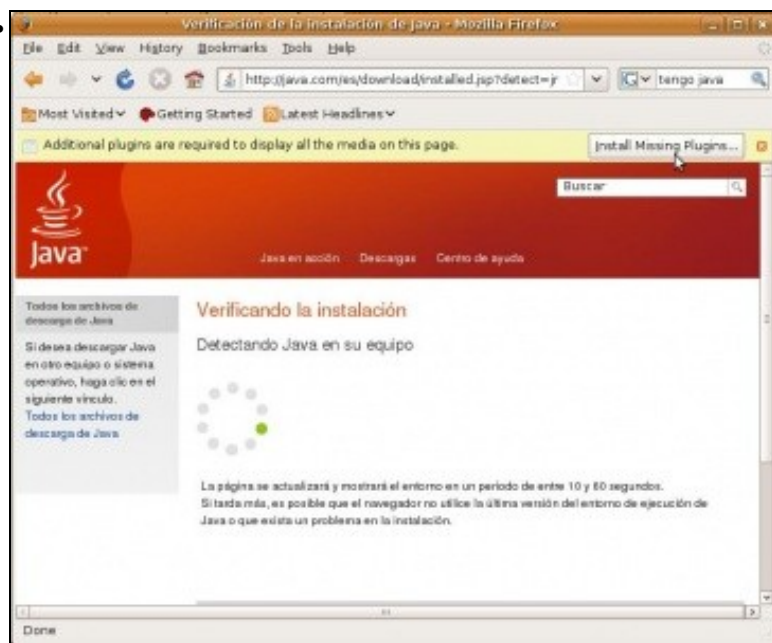 Verificación de la instalación de Java - Mozilla Firefox
File Edit View History Bookmarks Tools Help
http://java.com/es/download/installed.jsp?detect=jr
tengo java
Most Visited Getting Started Latest Headlines
Additional plugins are required to display all the media on this page.
Install Missing Plugins...
Buscar
Java
Java en acción Descargas Centro de ayuda
Todos los archivos de
descarga de Java
Si desea descargar Java
en otro equipo o sistema
operativo, haga clic en el
siguiente vínculo.
Todos los archivos de
descarga de Java
Verificando la instalación
Detectando Java en su equipo
La página se actualizará y mostrará el entorno en un período de entre 10 y 60 segundos.
Si tarda más, es posible que el navegador no utilice la última versión del entorno de ejecución de
Java o que exista un problema en la instalación.
Done